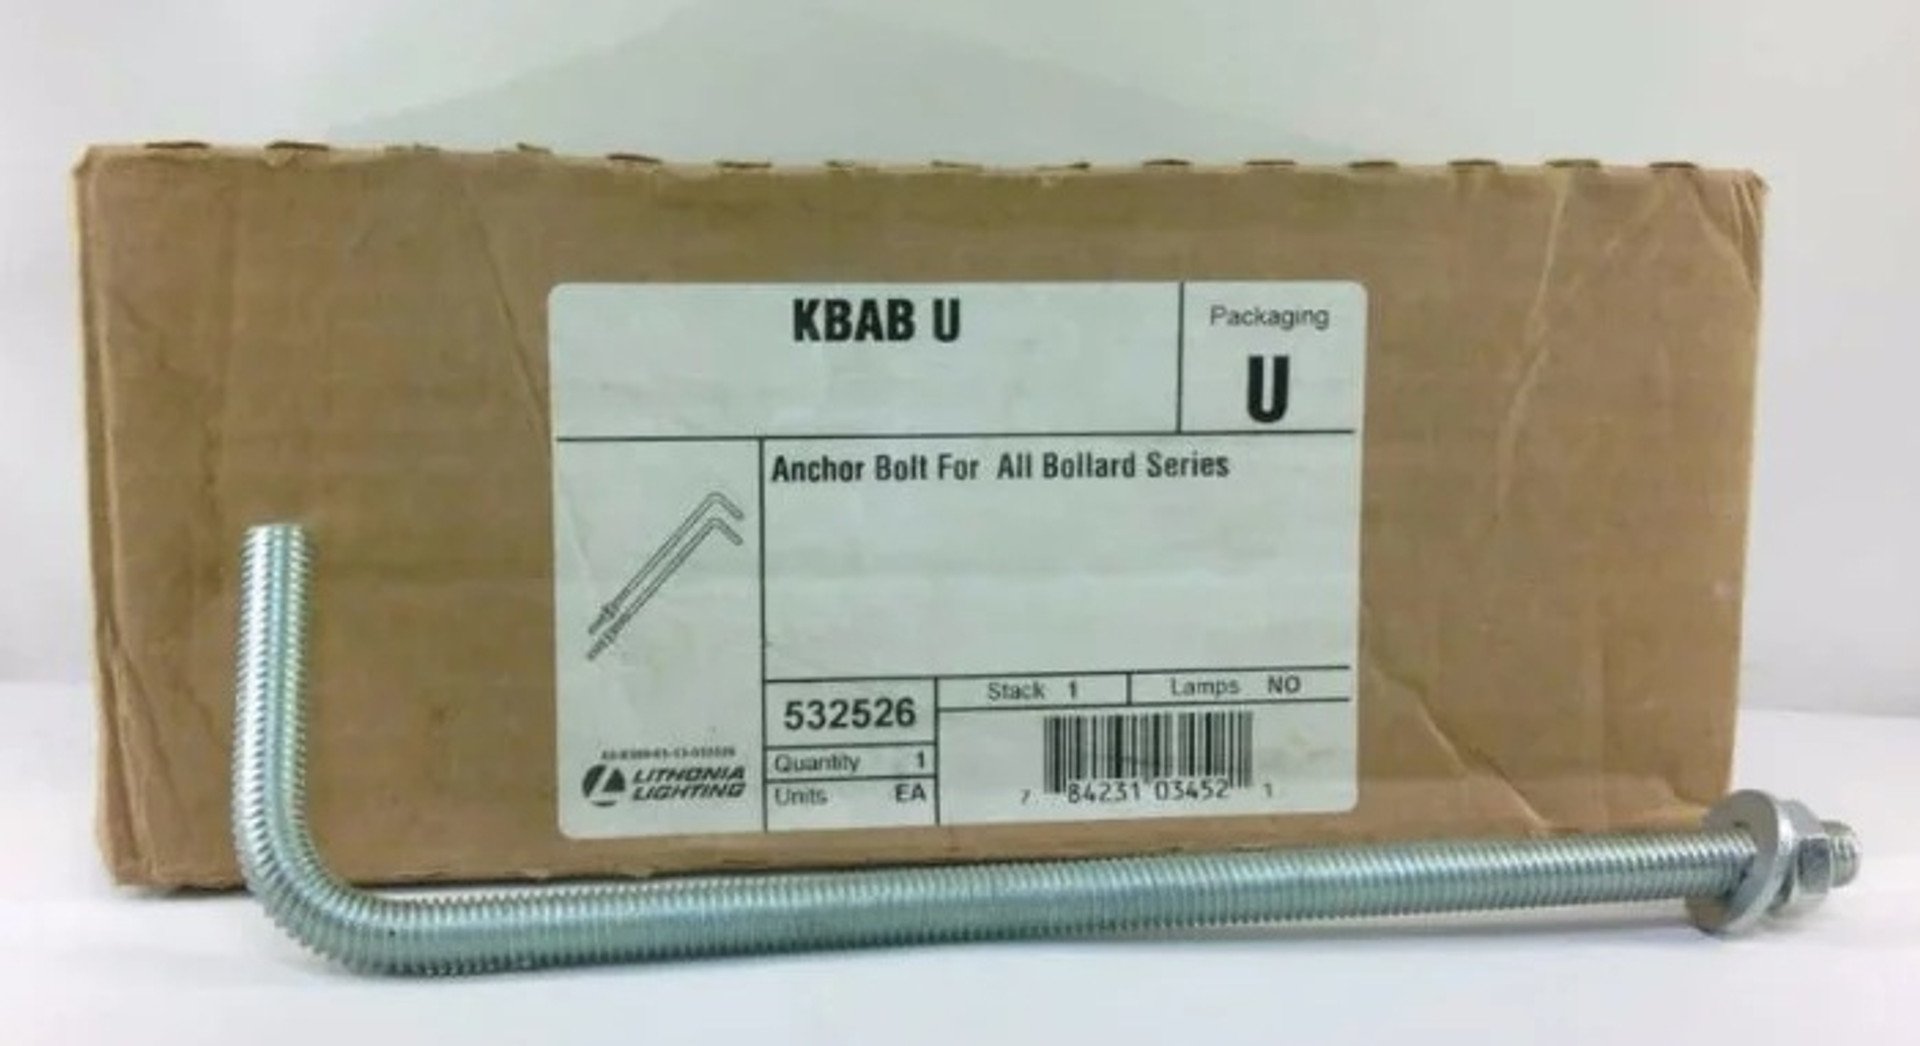 KBAB U
Packaging
U
Anchor Bolt For All Bollard Series
532526
Stack 1
Lamps NO
Quantity 1
Units EA
LITHONIA
LIGHTING
7 84231 03452 1